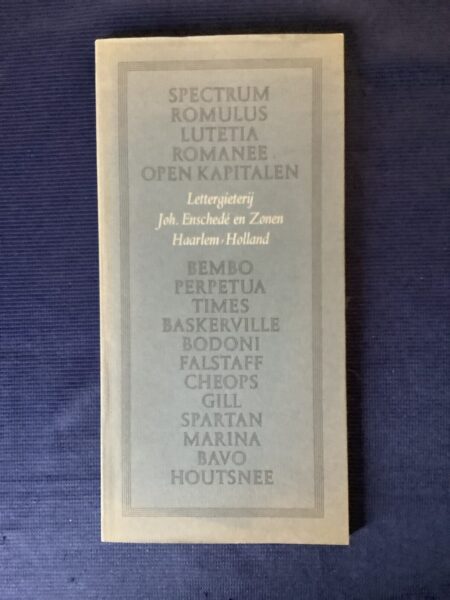 SPECTRUM
ROMULUS
LUTETIA
ROMANEE
OPEN KAPITALEN
Lettergieterij
Joh. Enschedé en Zonen
Haarlem · Holland
BEMBO
PERPETUA
TIMES
BASKERVILLE
BODONI
FALSTAFF
CHEOPS
GILL
SPARTAN
MARINA
BAVO
HOUTSNEE